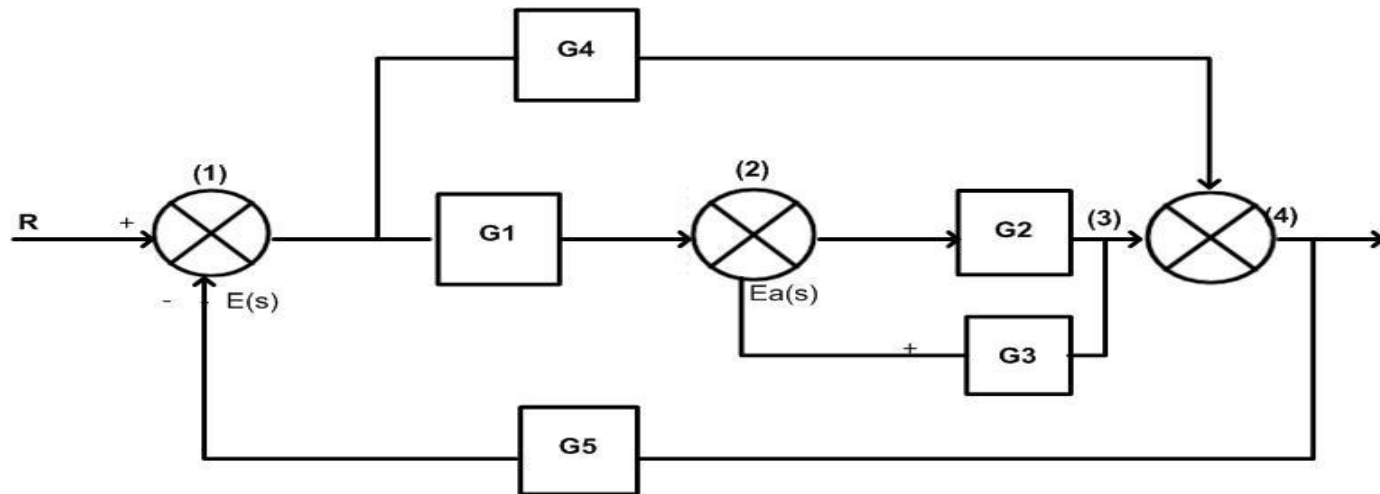 G4
(1)
(2)
R
+
G1
G2
(3)
(4)
-
-
E(s)
Ea(s)
+
G3
G5